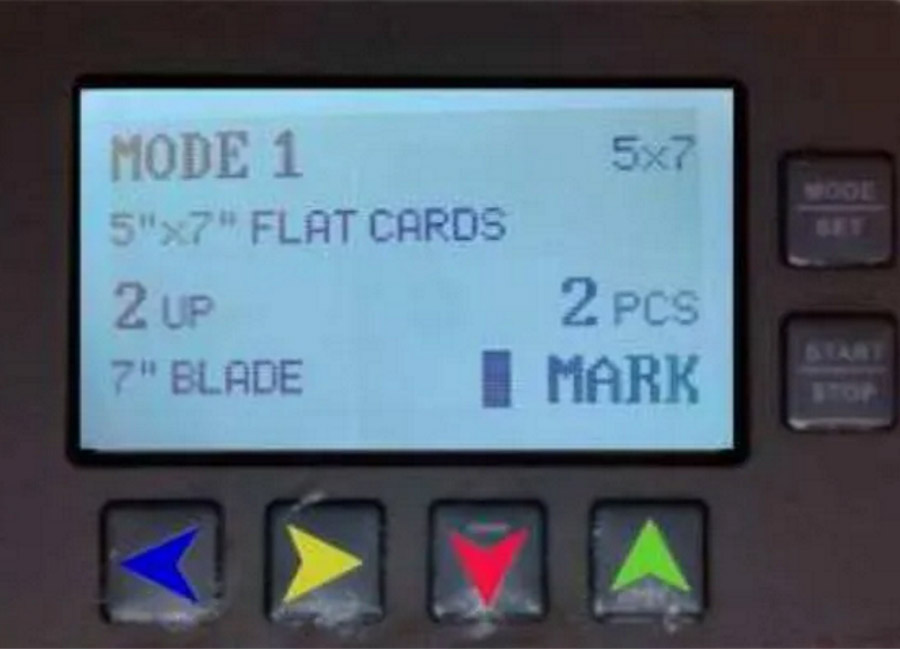 MODE 1 5x7
5"x7" FLAT CARDS
2 UP 2 PCS
7" BLADE MARK
MODE
SET
START
STOP